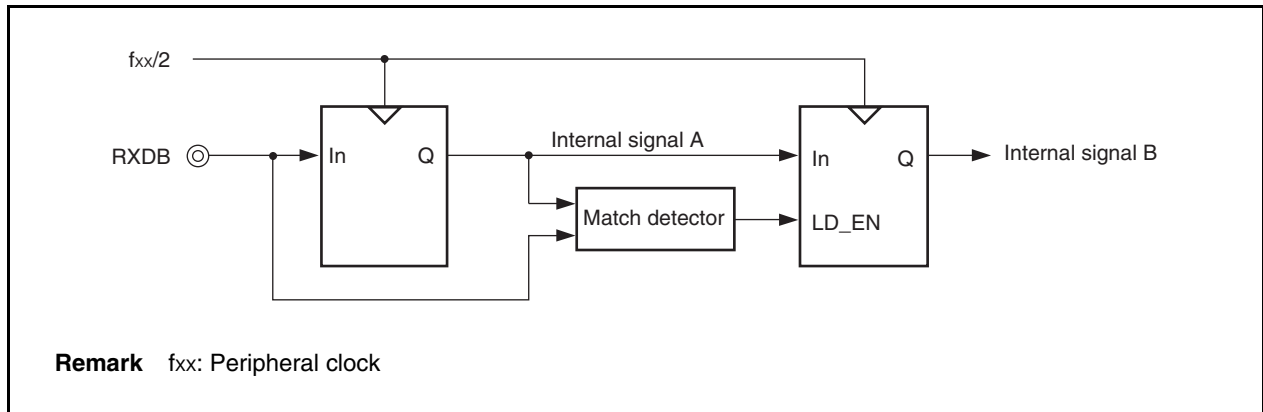 fxx/2
RXDB
In
Q
Internal signal A
In
Q
Internal signal B
Match detector
LD_EN
Remark fxx: Peripheral clock